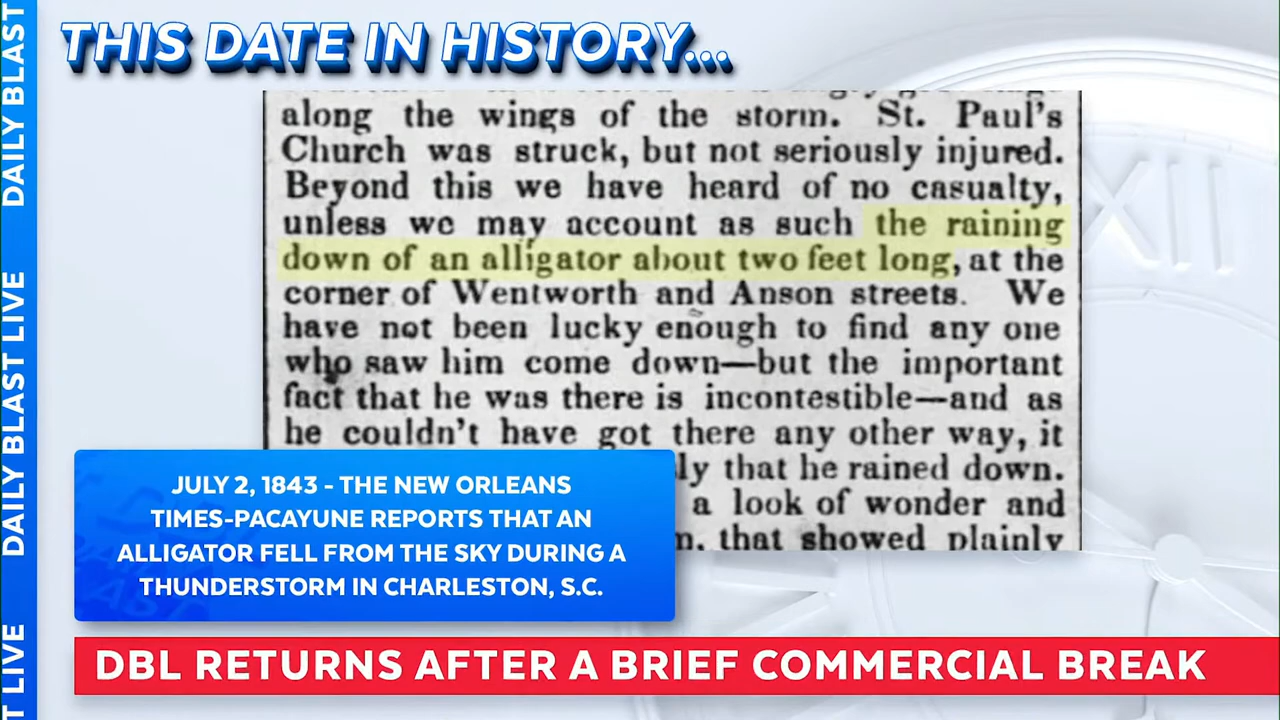 THIS DATE IN HISTORY...
along the wings of the storm. St. Paul's
Church was struck, but not seriously injured.
Beyond this we have heard of no casualty,
unless we may account as such the raining
down of an alligator about two feet long, at the
corner of Wentworth and Anson streets. We
have not been lucky enough to find any one
who saw him come down—but the important
fact that he was there is incontestible—and as
he couldn't have got there any other way, it
that he rained down.
a look of wonder and
that showed plainly
JULY 2, 1843 - THE NEW ORLEANS
TIMES-PACAYUNE REPORTS THAT AN
ALLIGATOR FELL FROM THE SKY DURING A
THUNDERSTORM IN CHARLESTON, S.C.
DBL RETURNS AFTER A BRIEF COMMERCIAL BREAK
DAILY BLAST
DAILY BLAST LIVE
T LIVE
XII